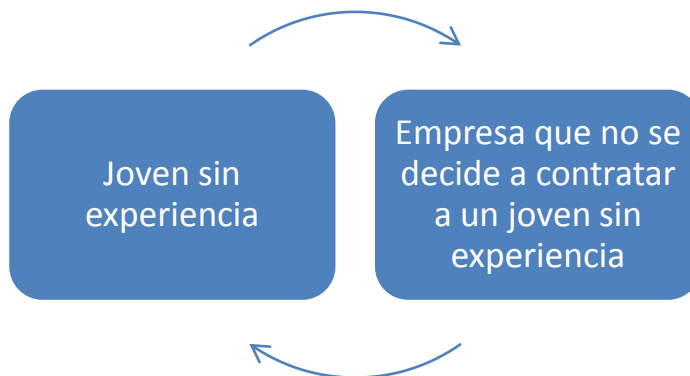 Joven sin
experiencia
Empresa que no se
decide a contratar
a un joven sin
experiencia